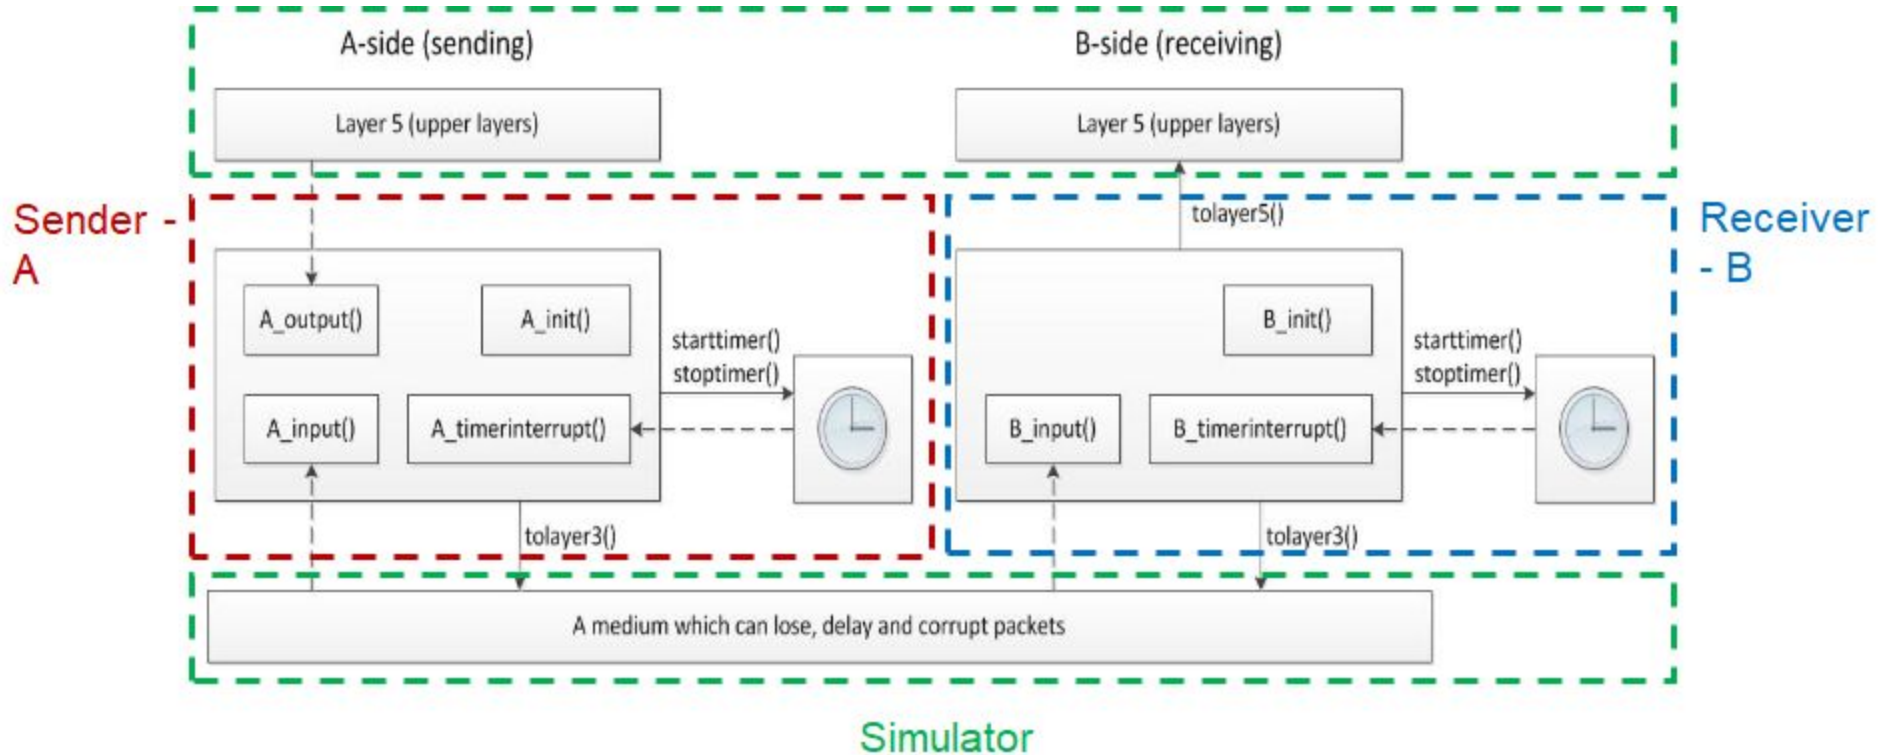 A-side (sending)
B-side (receiving)
Layer 5 (upper layers)
Layer 5 (upper layers)
Sender -
A
tolayer5()
Receiver
- B
A_output()
A_init()
B_init()
starttimer()
stoptimer()
starttimer()
stoptimer()
A_input()
A_timerinterrupt()
B_input()
B_timerinterrupt()
tolayer3()
tolayer3()
A medium which can lose, delay and corrupt packets
Simulator